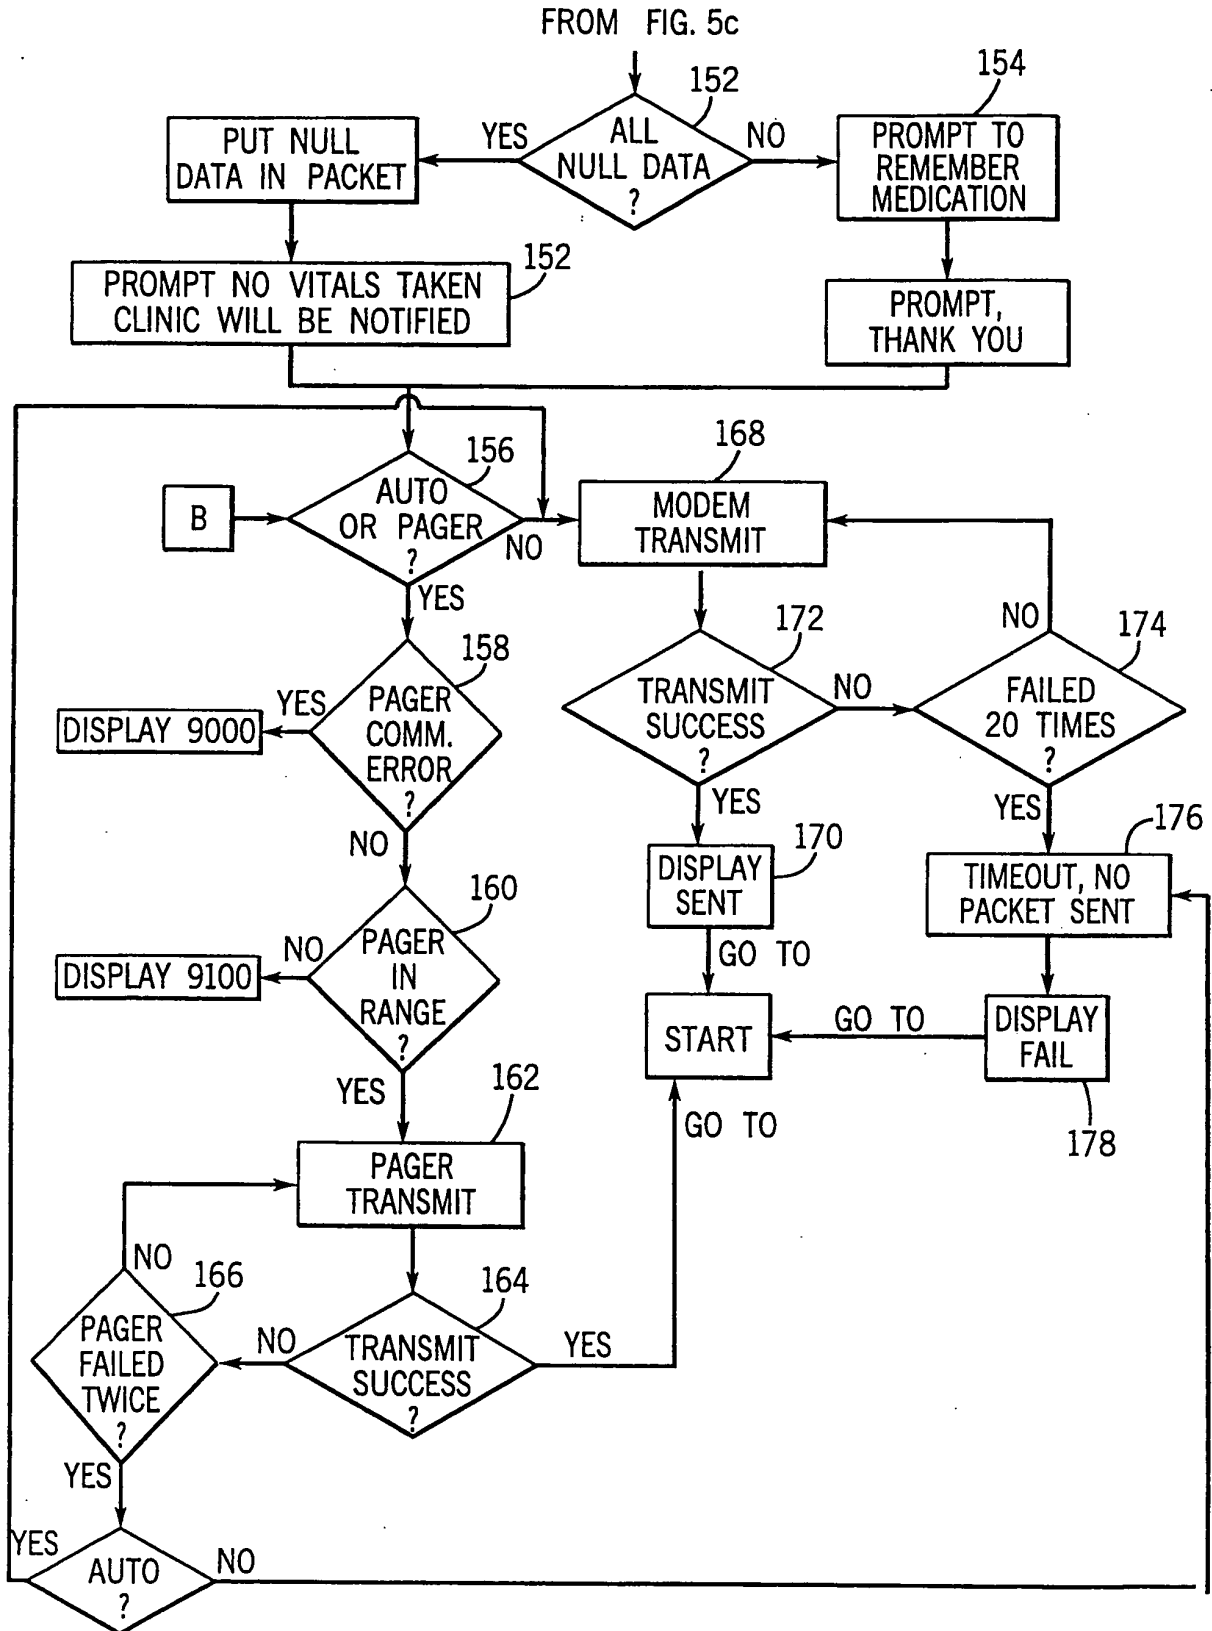 FROM FIG. 5c
152
154
YES
ALL
NULL DATA
?
NO
PUT NULL
DATA IN PACKET
PROMPT TO
REMEMBER
MEDICATION
152
PROMPT NO VITALS TAKEN
CLINIC WILL BE NOTIFIED
PROMPT,
THANK YOU
156
168
B
AUTO
OR PAGER
?
NO
MODEM
TRANSMIT
YES
158
172
NO
174
YES
PAGER
COMM.
ERROR
?
DISPLAY 9000
TRANSMIT
SUCCESS
?
NO
FAILED
20 TIMES
?
NO
YES
170
YES
176
160
DISPLAY
SENT
TIMEOUT, NO
PACKET SENT
NO
PAGER
IN
RANGE
?
DISPLAY 9100
GO TO
START
GO TO
DISPLAY
FAIL
YES
162
GO TO
178
PAGER
TRANSMIT
NO
166
164
PAGER
FAILED
TWICE
?
NO
TRANSMIT
SUCCESS
?
YES
YES
YES
AUTO
?
NO